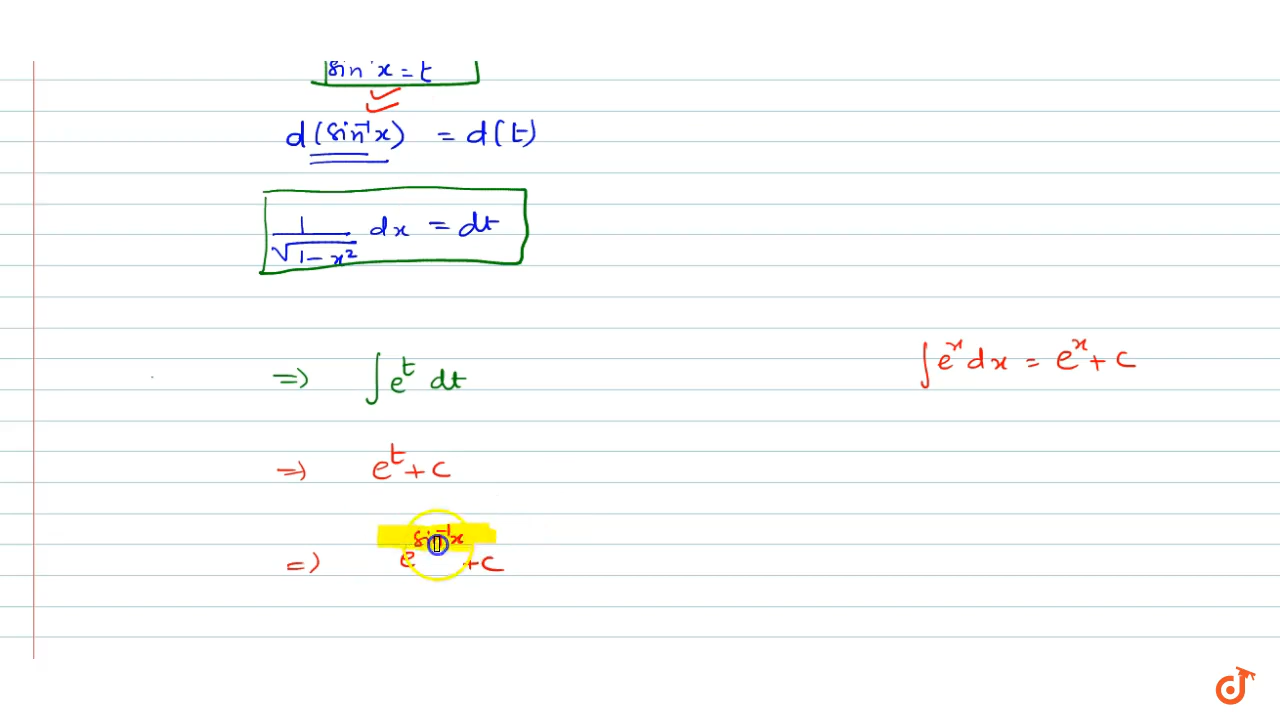 sin⁻¹x = t
d(sin⁻¹x) = d(t)
1/√(1-x²) dx = dt
∫eˣ dx = eˣ + c
=> ∫eᵗ dt
=> eᵗ + c
=> e^(sin⁻¹x) + c